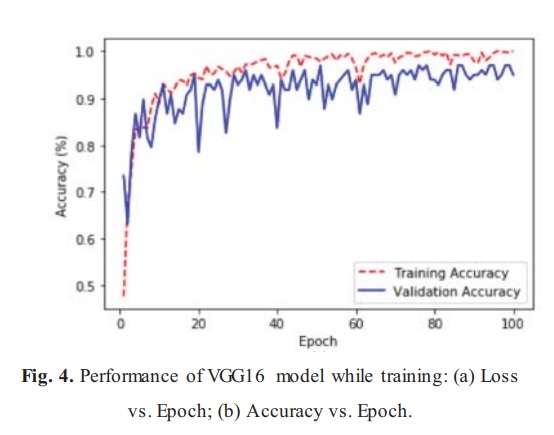 1.0
0.9
0.8
0.7
0.6
0.5
Accuracy (%)
Training Accuracy
Validation Accuracy
0 20 40 60 80 100
Epoch
Fig. 4. Performance of VGG16 model while training: (a) Loss
vs. Epoch; (b) Accuracy vs. Epoch.